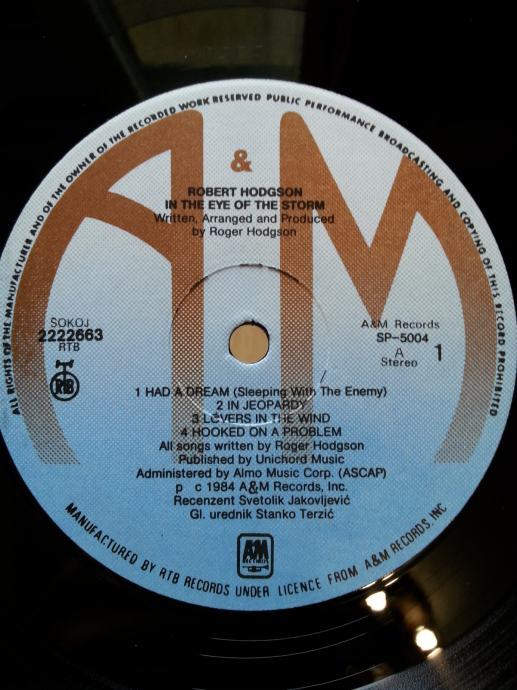 ALL RIGHTS OF THE MANUFACTURER AND OF THE OWNER OF THE RECORDED WORK RESERVED PUBLIC PERFORMANCE BROADCASTING AND COPYING OF THIS RECORD PROHIBITED
A & M
ROBERT HODGSON
IN THE EYE OF THE STORM
Written, Arranged and Produced
by Roger Hodgson
SOKOJ
2222663
RTB
RTB
A&M Records
SP-5004
A 1
Stereo
1 HAD A DREAM (Sleeping With The Enemy)
2 IN JEOPARDY
3 LOVERS IN THE WIND
4 HOOKED ON A PROBLEM
All songs written by Roger Hodgson
Published by Unichord Music
Administered by Almo Music Corp. (ASCAP)
p c 1984 A&M Records, Inc.
Recenzent Svetolik Jakovljević
Gl. urednik Stanko Terzić
A&M
RECORDS
MANUFACTURED BY RTB RECORDS UNDER LICENCE FROM A&M RECORDS, INC